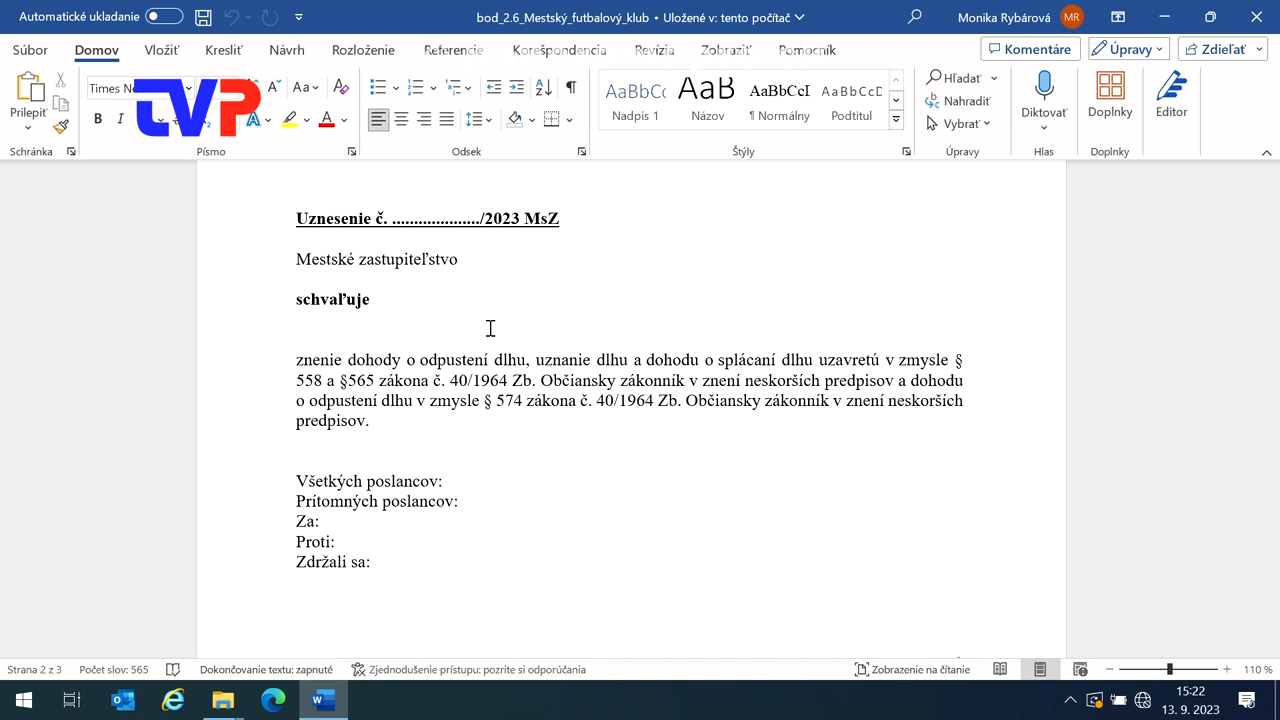 Automatické ukladanie
bod_2.6_Mestský_futbalový_klub • Uložené v: tento počítač
Monika Rybárová
MR
Súbor
Domov
Vložiť
Kresliť
Návrh
Rozloženie
Referencie
Korešpondencia
Revízia
Zobraziť
Pomocník
Komentáre
Úpravy
Zdieľať
Prilepiť
Schránka
Times
TVP
B I
Písmo
Odsek
AaBbCc
Nadpis 1
AaB
Názov
AaBbCcI
¶ Normálny
AaBbCcD
Podtitul
Štýly
Hľadať
Nahradiť
Vybrať
Úpravy
Diktovať
Hlas
Doplnky
Doplnky
Editor
Uznesenie č. ..................../2023 MsZ
Mestské zastupiteľstvo
schvaľuje
znenie dohody o odpustení dlhu, uznanie dlhu a dohodu o splácaní dlhu uzavretú v zmysle §
558 a §565 zákona č. 40/1964 Zb. Občiansky zákonník v znení neskorších predpisov a dohodu
o odpustení dlhu v zmysle § 574 zákona č. 40/1964 Zb. Občiansky zákonník v znení neskorších
predpisov.
Všetkých poslancov:
Prítomných poslancov:
Za:
Proti:
Zdržali sa:
Strana 2 z 3
Počet slov: 565
Dokončovanie textu: zapnuté
Zjednodušenie prístupu: pozrite si odporúčania
Zobrazenie na čítanie
110 %
15:22
13. 9. 2023